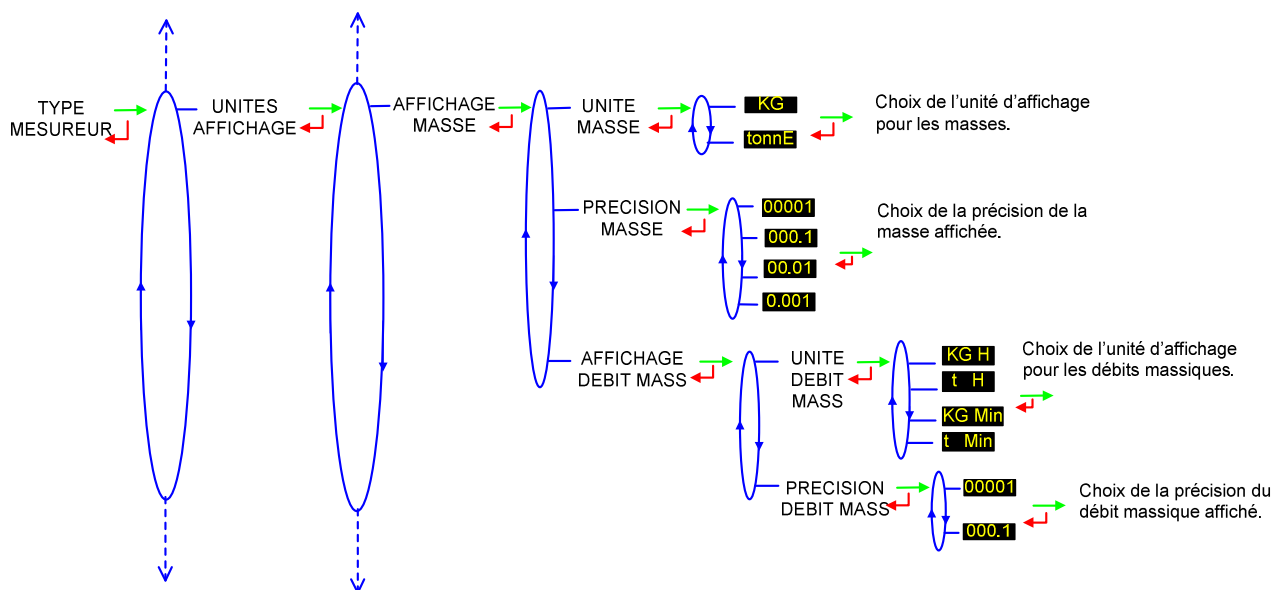 TYPE
MESUREUR
UNITES
AFFICHAGE
AFFICHAGE
MASSE
UNITE
MASSE
KG
tonnE
Choix de l'unité d'affichage
pour les masses.
PRECISION
MASSE
00001
000.1
00.01
0.001
Choix de la précision de la
masse affichée.
AFFICHAGE
DEBIT MASS
UNITE
DEBIT
MASS
KG H
t H
KG Min
t Min
Choix de l'unité d'affichage
pour les débits massiques.
PRECISION
DEBIT MASS
00001
000.1
Choix de la précision du
débit massique affiché.